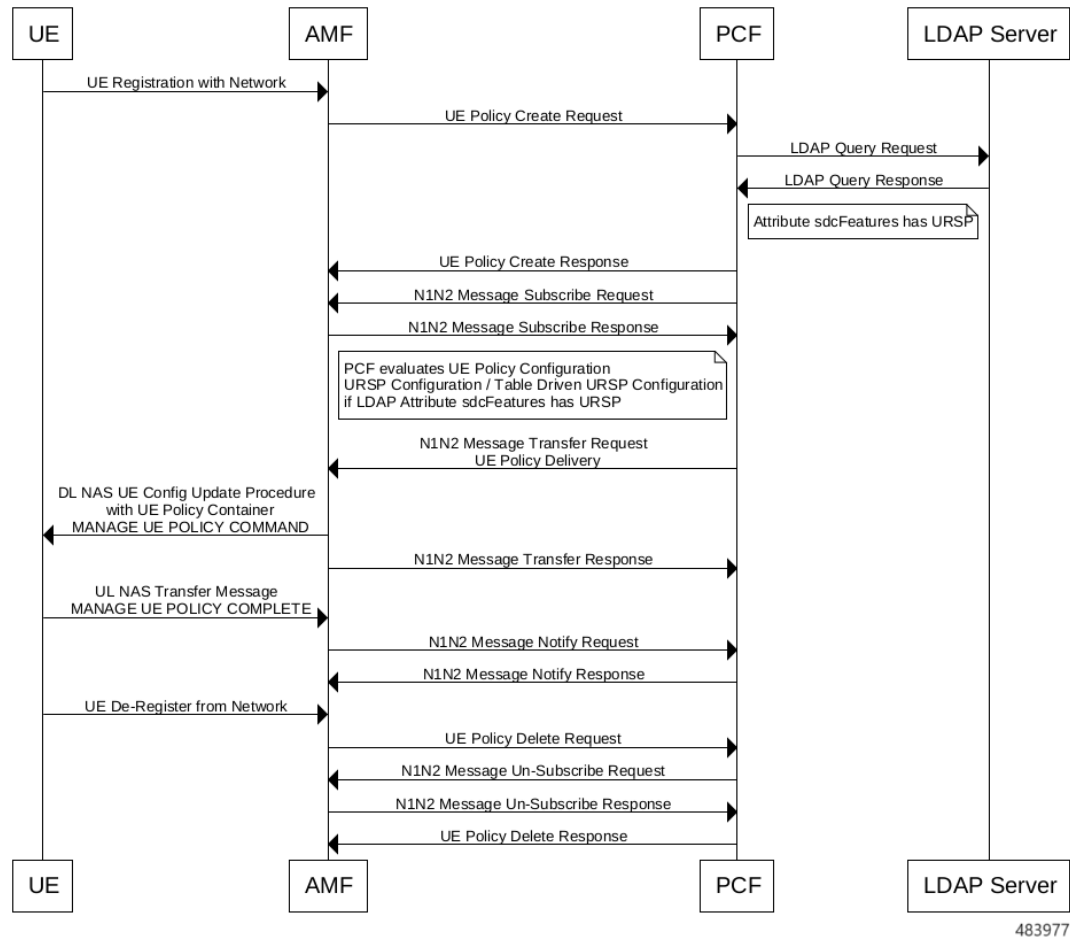 UE
AMF
PCF
LDAP Server
UE Registration with Network
UE Policy Create Request
LDAP Query Request
LDAP Query Response
Attribute sdcFeatures has URSP
UE Policy Create Response
N1N2 Message Subscribe Request
N1N2 Message Subscribe Response
PCF evaluates UE Policy Configuration
URSP Configuration / Table Driven URSP Configuration
if LDAP Attribute sdcFeatures has URSP
N1N2 Message Transfer Request
UE Policy Delivery
DL NAS UE Config Update Procedure
with UE Policy Container
MANAGE UE POLICY COMMAND
N1N2 Message Transfer Response
UL NAS Transfer Message
MANAGE UE POLICY COMPLETE
N1N2 Message Notify Request
N1N2 Message Notify Response
UE De-Register from Network
UE Policy Delete Request
N1N2 Message Un-Subscribe Request
N1N2 Message Un-Subscribe Response
UE Policy Delete Response
UE
AMF
PCF
LDAP Server
483977